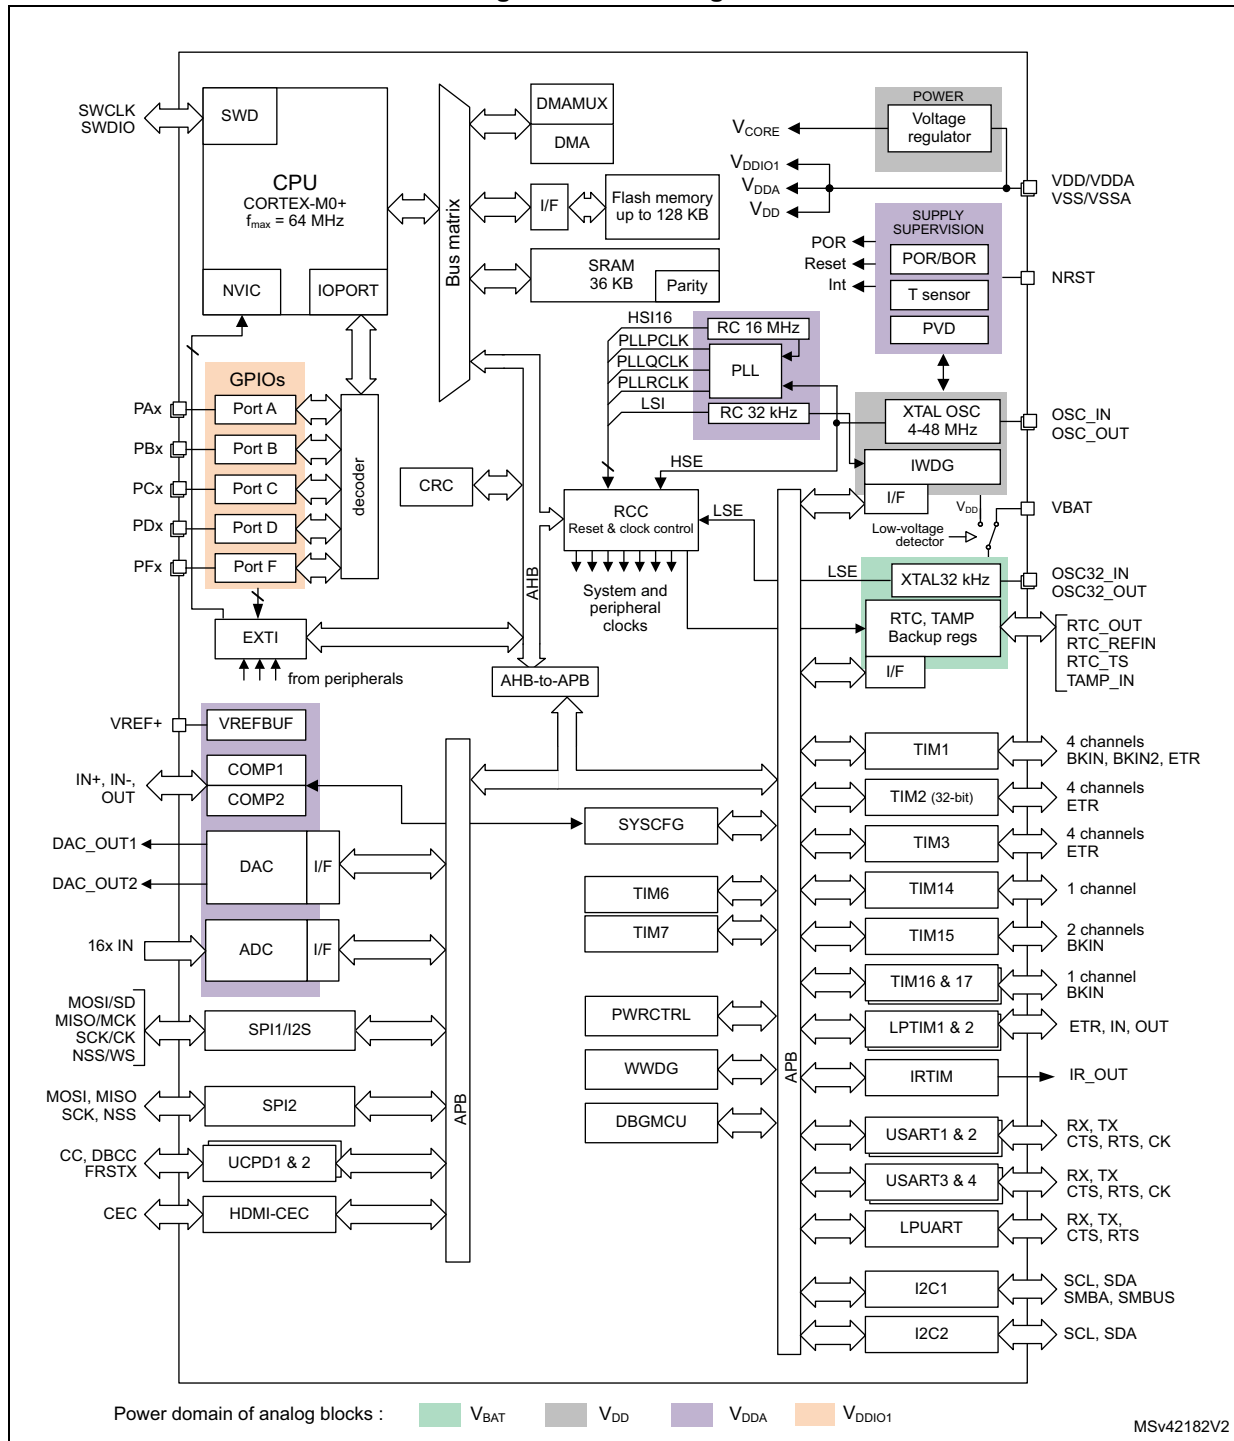 SWCLK
SWDIO
SWD
CPU
CORTEX-M0+
fmax = 64 MHz
NVIC
IOPORT
Bus matrix
DMAMUX
DMA
I/F
Flash memory
up to 128 KB
SRAM
36 KB
Parity
POWER
Voltage
regulator
VCORE
VDDIO1
VDDA
VDD
VDD/VDDA
VSS/VSSA
SUPPLY
SUPERVISION
POR
Reset
Int
POR/BOR
T sensor
PVD
NRST
HSI16
PLLPCLK
PLLQCLK
PLLRCLK
LSI
RC 16 MHz
PLL
RC 32 kHz
GPIOs
PAx
Port A
PBx
Port B
PCx
Port C
PDx
Port D
PFx
Port F
decoder
CRC
HSE
XTAL OSC
4-48 MHz
OSC_IN
OSC_OUT
IWDG
I/F
RCC
Reset & clock control
LSE
VDD
VBAT
Low-voltage
detector
System and
peripheral
clocks
LSE
XTAL32 kHz
OSC32_IN
OSC32_OUT
RTC, TAMP
Backup regs
I/F
RTC_OUT
RTC_REFIN
RTC_TS
TAMP_IN
AHB
EXTI
from peripherals
AHB-to-APB
VREF+
VREFBUF
IN+, IN-,
OUT
COMP1
COMP2
DAC_OUT1
DAC_OUT2
DAC
I/F
16x IN
ADC
I/F
MOSI/SD
MISO/MCK
SCK/CK
NSS/WS
SPI1/I2S
MOSI, MISO
SCK, NSS
SPI2
CC, DBCC
FRSTX
UCPD1 & 2
CEC
HDMI-CEC
APB
SYSCFG
TIM6
TIM7
PWRCTRL
WWDG
DBGMCU
APB
TIM1
4 channels
BKIN, BKIN2, ETR
TIM2 (32-bit)
4 channels
ETR
TIM3
4 channels
ETR
TIM14
1 channel
TIM15
2 channels
BKIN
TIM16 & 17
1 channel
BKIN
LPTIM1 & 2
ETR, IN, OUT
IRTIM
IR_OUT
USART1 & 2
RX, TX
CTS, RTS, CK
USART3 & 4
RX, TX
CTS, RTS, CK
LPUART
RX, TX,
CTS, RTS
I2C1
SCL, SDA
SMBA, SMBUS
I2C2
SCL, SDA
Power domain of analog blocks :
VBAT
VDD
VDDA
VDDIO1
MSv42182V2